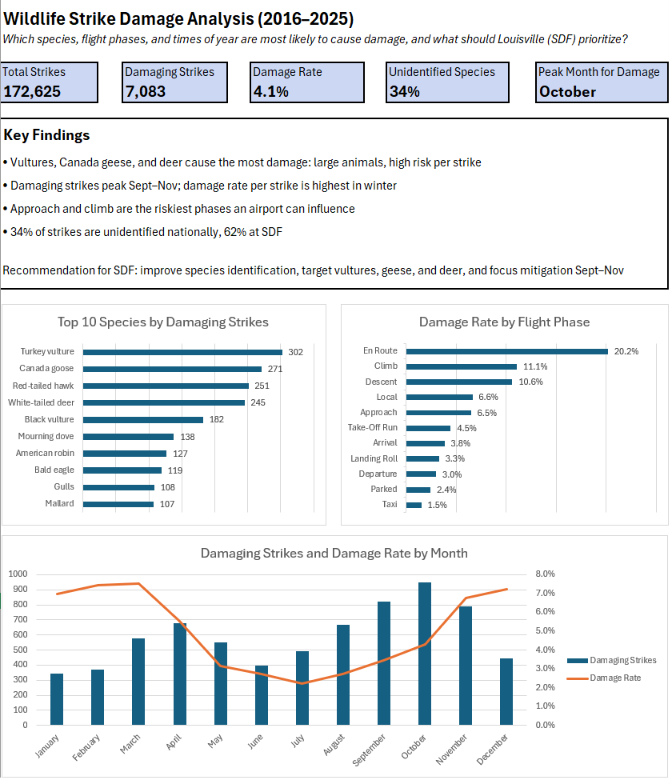 Wildlife Strike Damage Analysis (2016–2025)
Which species, flight phases, and times of year are most likely to cause damage, and what should Louisville (SDF) prioritize?
Total Strikes
172,625
Damaging Strikes
7,083
Damage Rate
4.1%
Unidentified Species
34%
Peak Month for Damage
October
Key Findings
• Vultures, Canada geese, and deer cause the most damage: large animals, high risk per strike
• Damaging strikes peak Sept–Nov; damage rate per strike is highest in winter
• Approach and climb are the riskiest phases an airport can influence
• 34% of strikes are unidentified nationally, 62% at SDF
Recommendation for SDF: improve species identification, target vultures, geese, and deer, and focus mitigation Sept–Nov
Top 10 Species by Damaging Strikes
Turkey vulture 302
Canada goose 271
Red-tailed hawk 251
White-tailed deer 245
Black vulture 182
Mourning dove 138
American robin 127
Bald eagle 119
Gulls 108
Mallard 107
Damage Rate by Flight Phase
En Route 20.2%
Climb 11.1%
Descent 10.6%
Local 6.6%
Approach 6.5%
Take-Off Run 4.5%
Arrival 3.8%
Landing Roll 3.3%
Departure 3.0%
Parked 2.4%
Taxi 1.5%
Damaging Strikes and Damage Rate by Month
1000 8.0%
900 7.0%
800 6.0%
700 5.0%
600 4.0%
500 3.0%
400 2.0%
300 1.0%
200 0.0%
100
0
January February March April May June July August September October November December
Damaging Strikes
Damage Rate